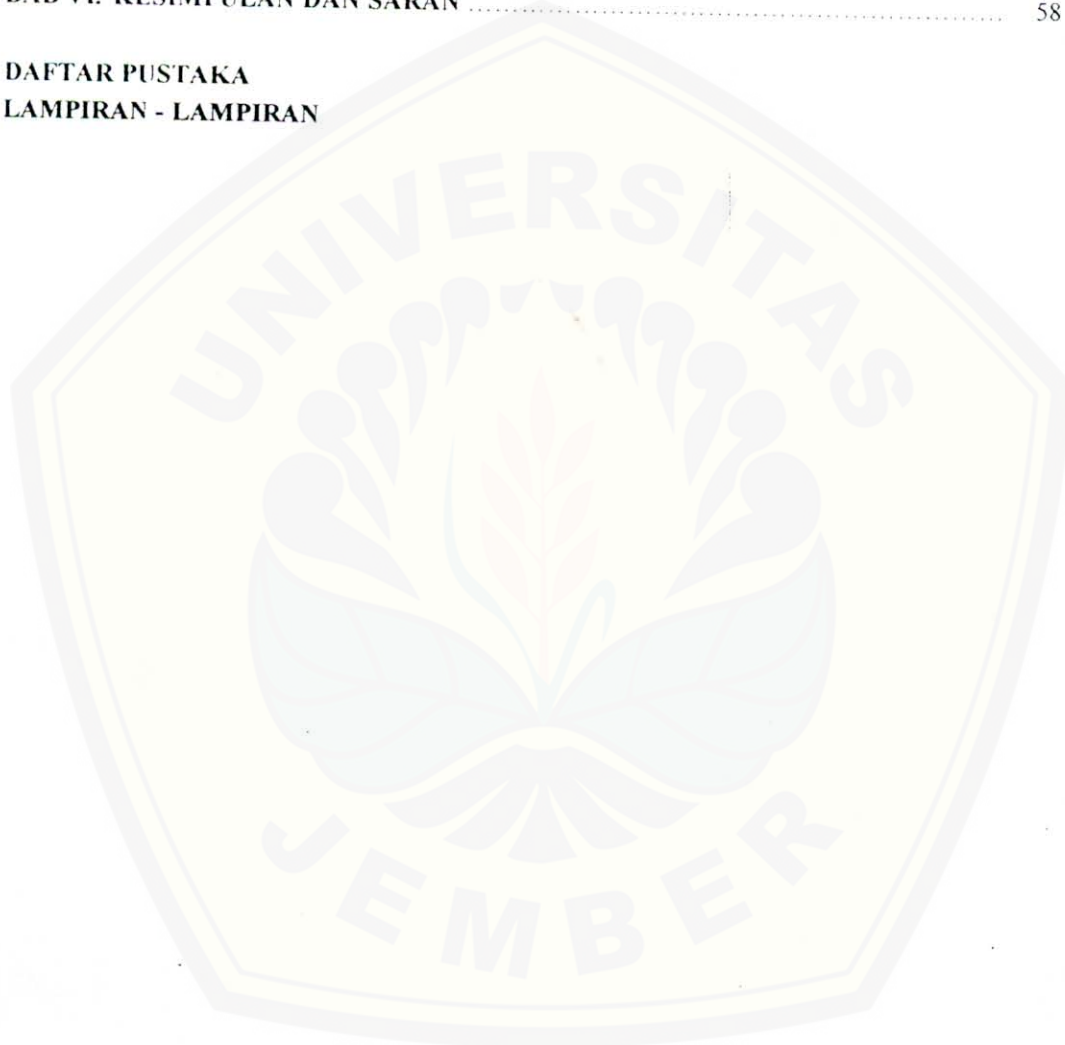 BAB VI. KESIMPULAN DAN SARAN ........................................................ 58
DAFTAR PUSTAKA
LAMPIRAN - LAMPIRAN
UNIVERSITAS
JEMBER